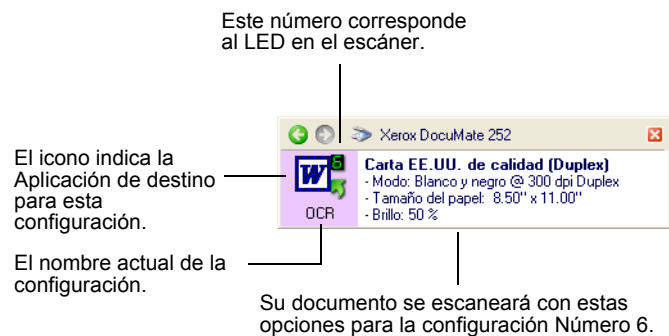 Este número corresponde
al LED en el escáner.
Xerox DocuMate 252
El icono indica la
Aplicación de destino
para esta
configuración.
W
OCR
Carta EE.UU. de calidad (Duplex)
- Modo: Blanco y negro @ 300 dpi Duplex
- Tamaño del papel: 8.50" x 11.00"
- Brillo: 50 %
El nombre actual de la
configuración.
Su documento se escaneará con estas
opciones para la configuración Número 6.